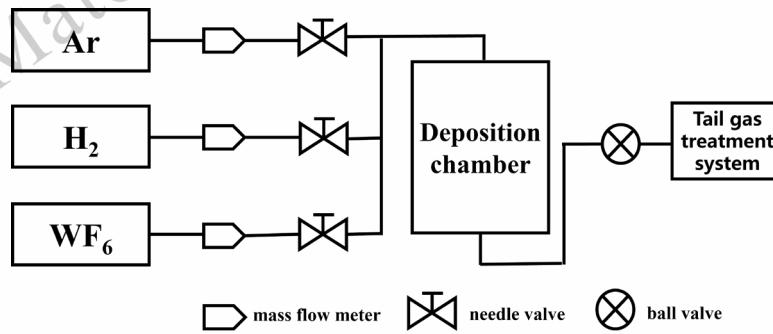 Ar
H2
WF6
Deposition
chamber
Tail gas
treatment
system
mass flow meter
needle valve
ball valve